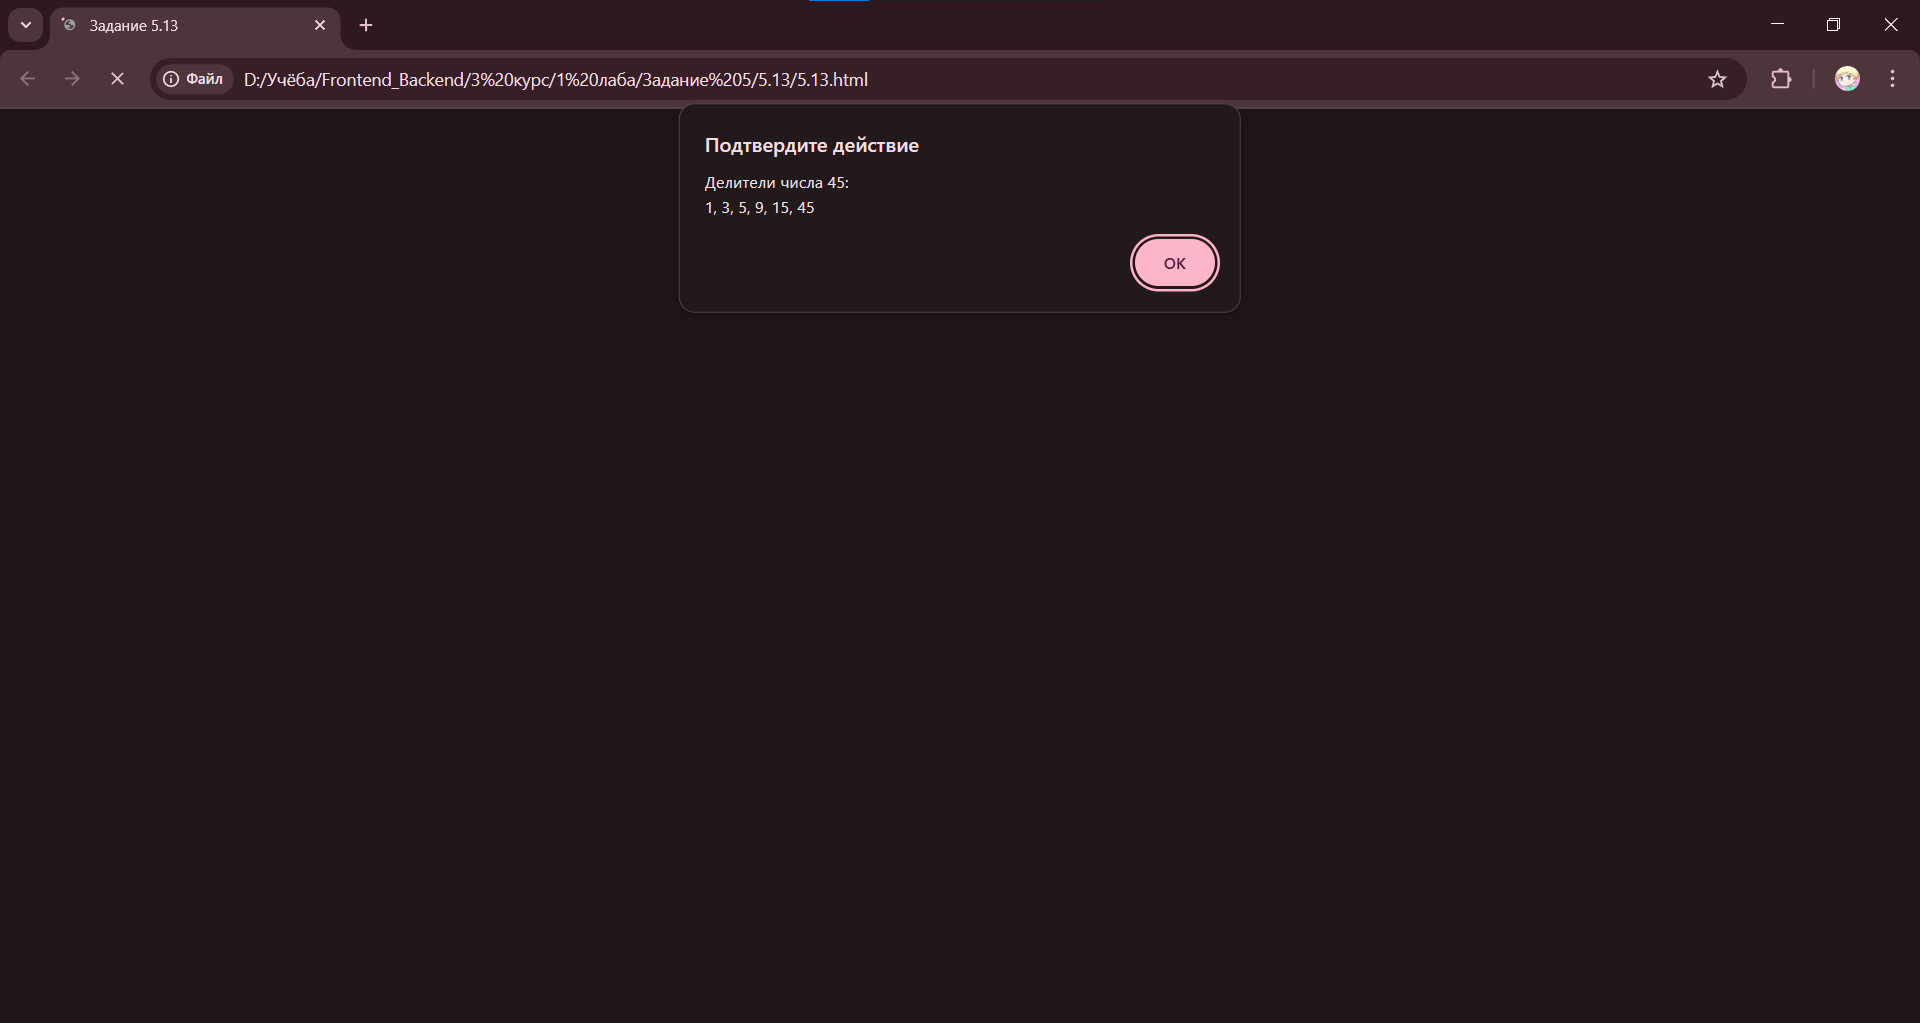 Задание 5.13
Файл
D:/Учёба/Frontend_Backend/3%20курс/1%20лаба/Задание%205/5.13/5.13.html
Подтвердите действие
Делители числа 45:
1, 3, 5, 9, 15, 45
ОК